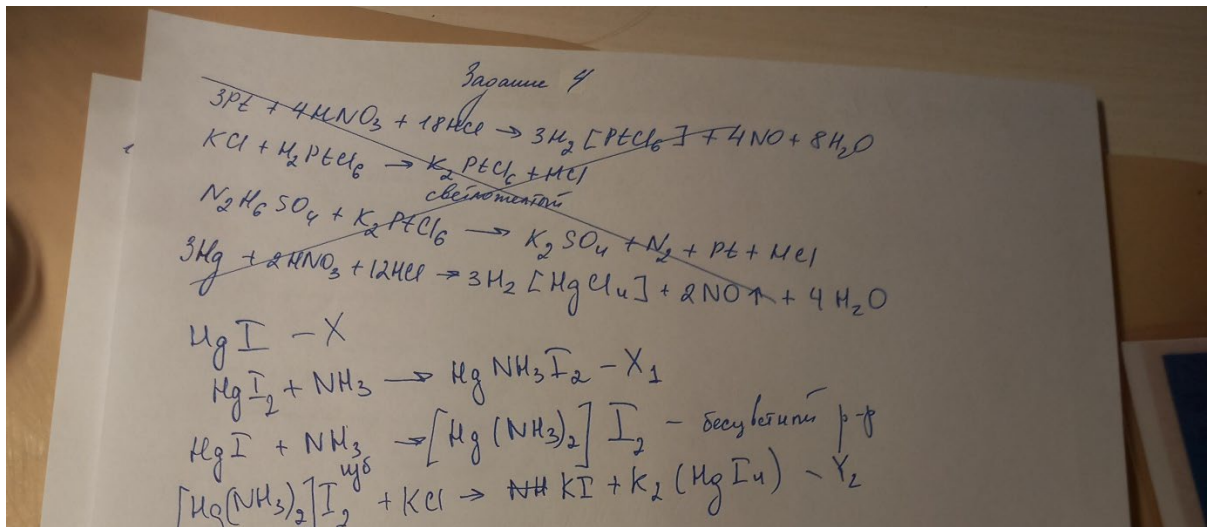 Задание 4
3Pt + 4HNO₃ + 18HCl → 3H₂[PtCl₆] + 4NO + 8H₂O
KCl + H₂PtCl₆ → K₂PtCl₆ + HCl
светложелтый
N₂H₆SO₄ + K₂PtCl₆ → K₂SO₄ + N₂ + Pt + HCl
3Hg + 2HNO₃ + 12HCl → 3H₂[HgCl₄] + 2NO↑ + 4H₂O
HgI - X
HgI₂ + NH₃ → HgNH₃I₂ - X₁
HgI + NH₃ → [Hg(NH₃)₂]I₂ - бесцветный р-р
изб
[Hg(NH₃)₂]I₂ + KCl → NH KI + K₂(HgI₄) - Y₂